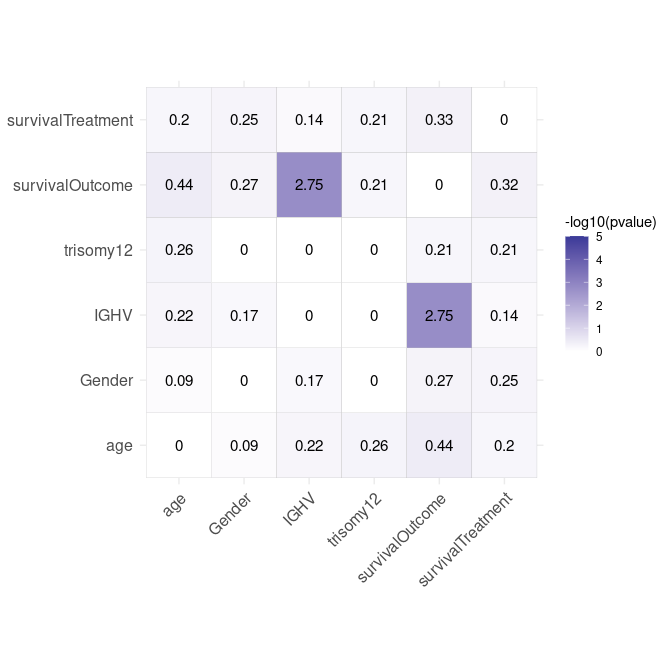 survivalTreatment 0.2 0.25 0.14 0.21 0.33 0
survivalOutcome 0.44 0.27 2.75 0.21 0 0.32
trisomy12 0.26 0 0 0 0.21 0.21
IGHV 0.22 0.17 0 0 2.75 0.14
Gender 0.09 0 0.17 0 0.27 0.25
age 0 0.09 0.22 0.26 0.44 0.2
age Gender IGHV trisomy12 survivalOutcome survivalTreatment
-log10(pvalue)
5
4
3
2
1
0